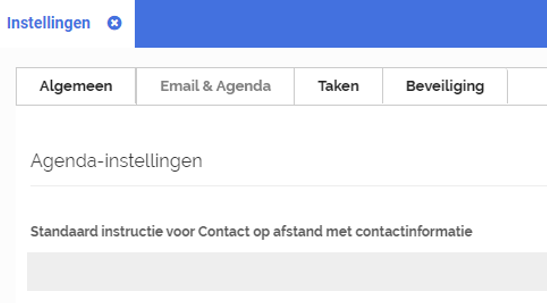 Instellingen
Algemeen Email & Agenda Taken Beveiliging
Agenda-instellingen
Standaard instructie voor Contact op afstand met contactinformatie